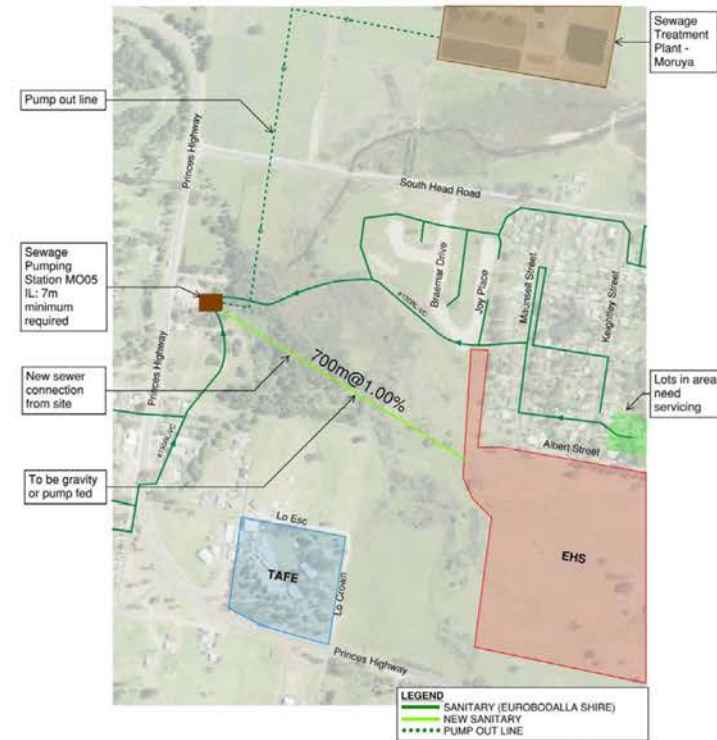 Sewage
Treatment
Plant -
Moruya
Pump out line
Princes Highway
South Head Road
Sewage
Pumping
Station MO05
IL: 7m
minimum
required
Braemar Drive
Joy Place
Maunsell Street
Keightley Street
Princes Highway
New sewer
connection
from site
700m@1.00%
Lots in area
need
servicing
Albert Street
To be gravity
or pump fed
Lo Esc
TAFE
Lo Crown
EHS
Princes Highway
LEGEND
SANITARY (EUROBODALLA SHIRE)
NEW SANITARY
PUMP OUT LINE